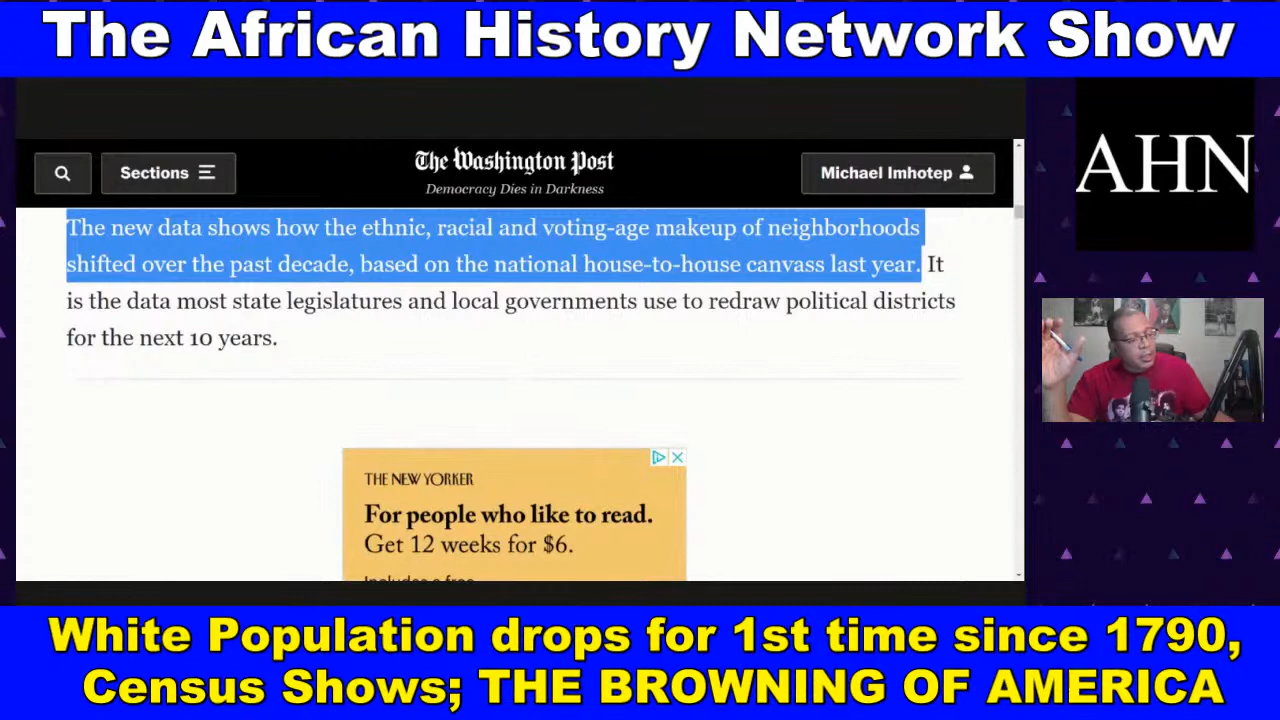 The African History Network Show
AHN
Sections
The Washington Post
Democracy Dies in Darkness
Michael Imhotep
The new data shows how the ethnic, racial and voting-age makeup of neighborhoods
shifted over the past decade, based on the national house-to-house canvass last year. It
is the data most state legislatures and local governments use to redraw political districts
for the next 10 years.
THE NEW YORKER
For people who like to read.
Get 12 weeks for $6.
Includes a free
White Population drops for 1st time since 1790,
Census Shows; THE BROWNING OF AMERICA